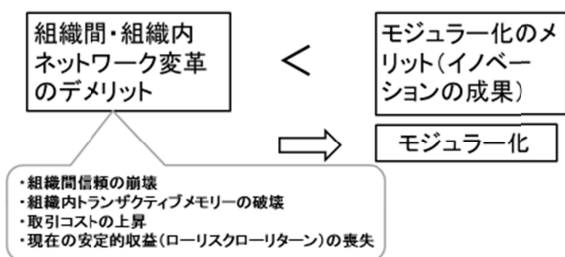 組織間・組織内
ネットワーク変革
のデメリット
<
モジュラー化のメ
リット(イノベー
ションの成果)
モジュラー化
・組織間信頼の崩壊
・組織内トランザクティブメモリーの破壊
・取引コストの上昇
・現在の安定的収益(ローリスクローリターン)の喪失